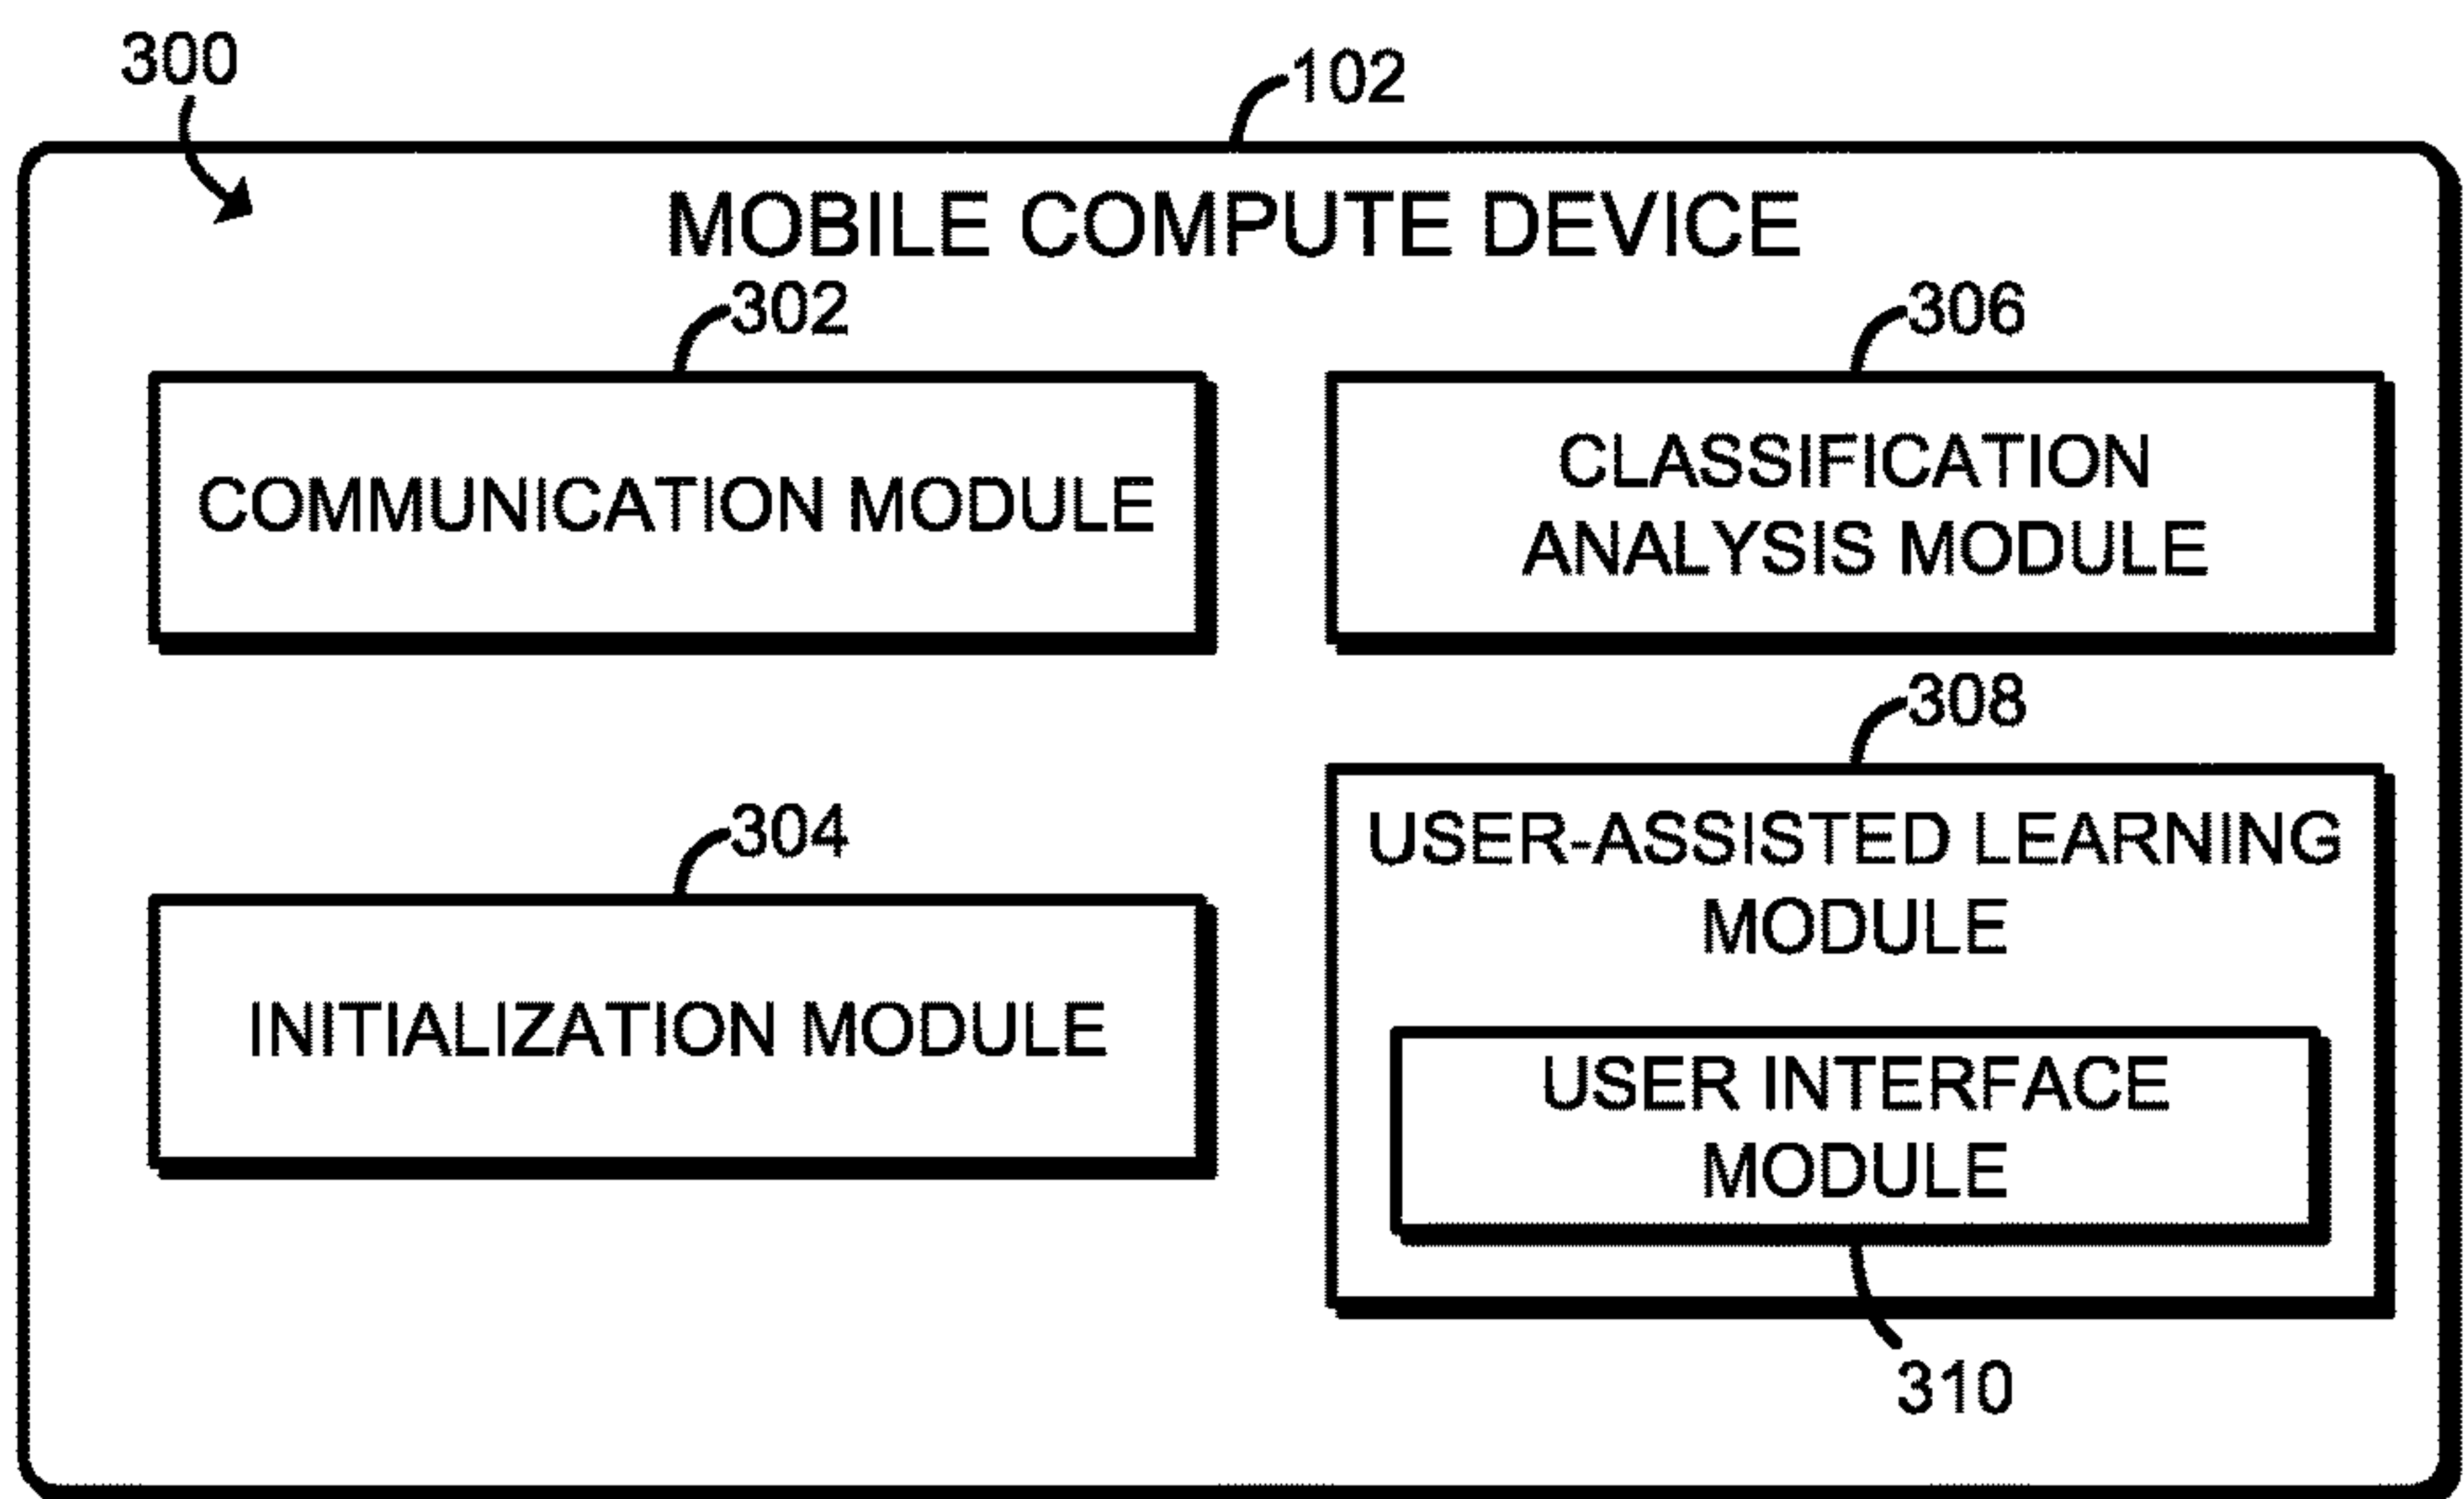 300
102
MOBILE COMPUTE DEVICE
302
COMMUNICATION MODULE
304
INITIALIZATION MODULE
306
CLASSIFICATION
ANALYSIS MODULE
308
USER-ASSISTED LEARNING
MODULE
USER INTERFACE
MODULE
310